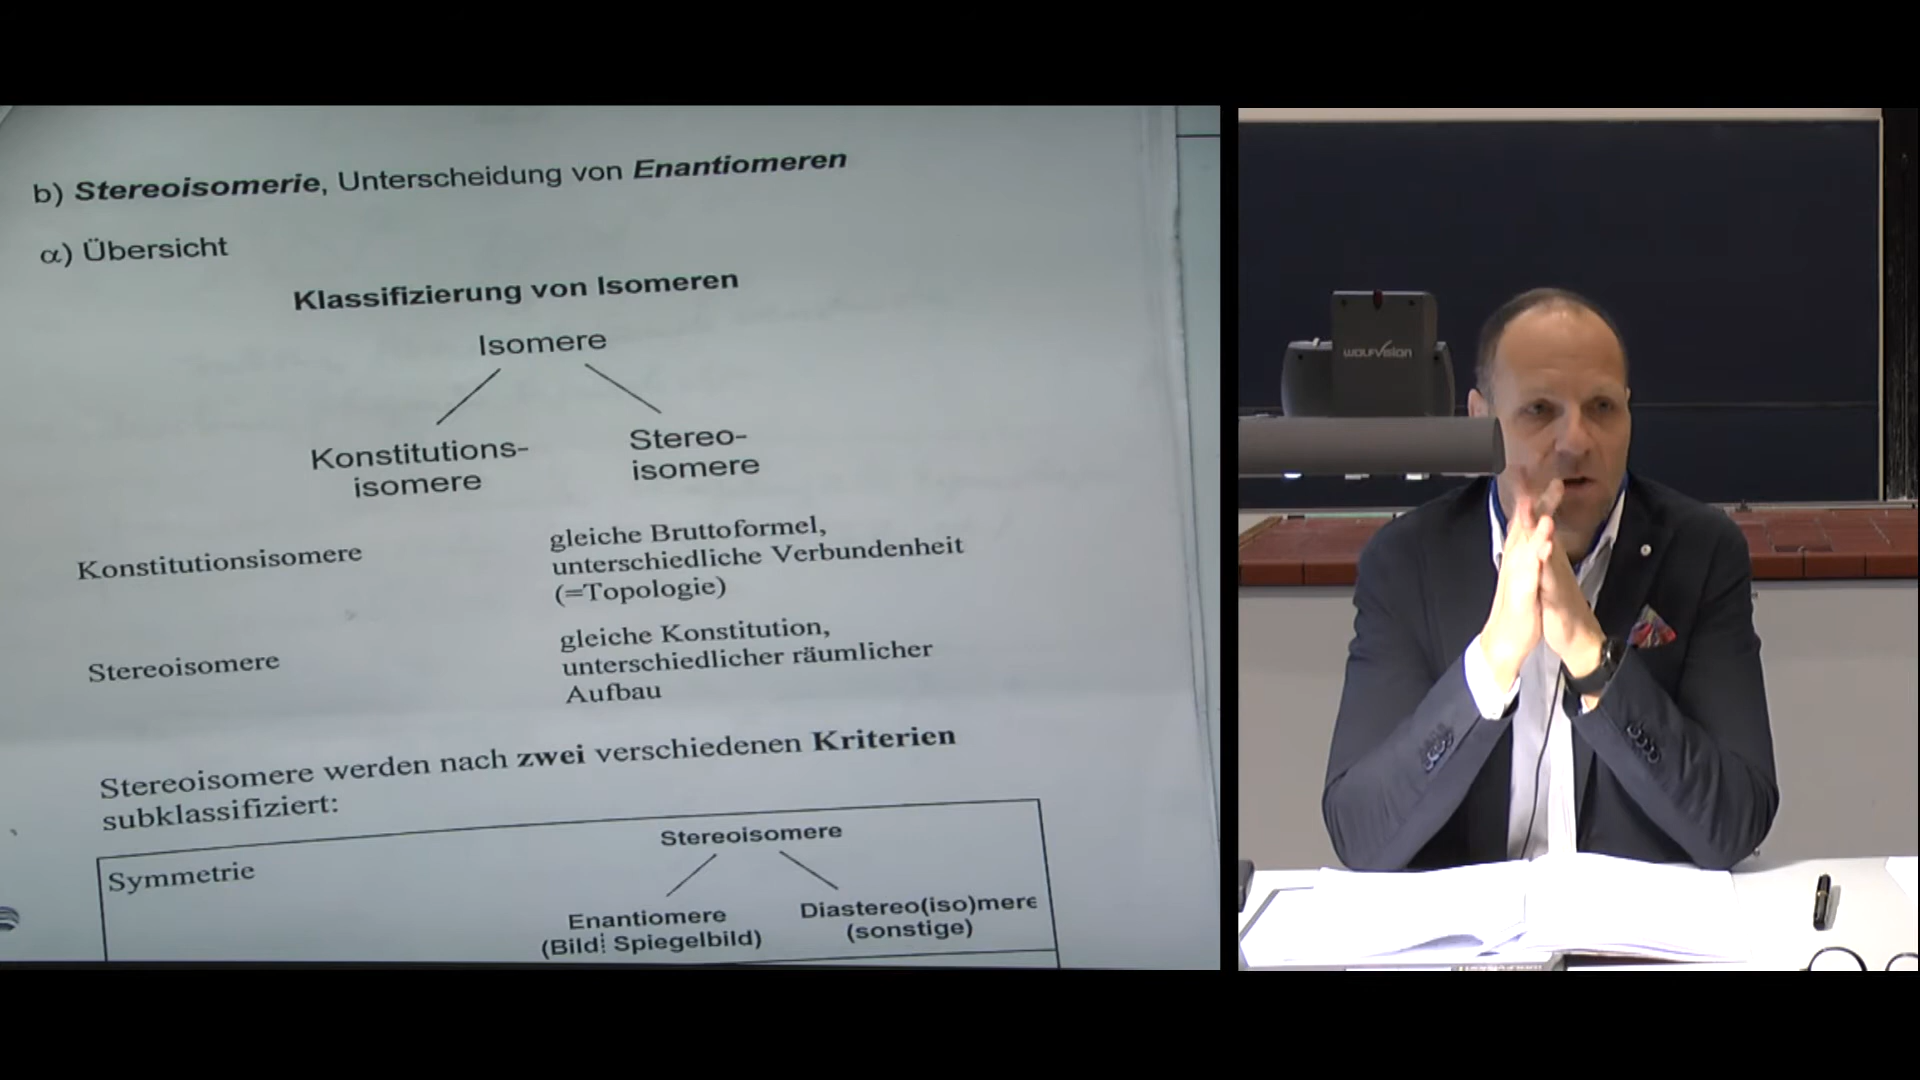 b) Stereoisomerie, Unterscheidung von Enantiomeren
α) Übersicht
Klassifizierung von Isomeren
Isomere
Konstitutions-
isomere
Stereo-
isomere
Konstitutionsisomere
gleiche Bruttoformel,
unterschiedliche Verbundenheit
(=Topologie)
Stereoisomere
gleiche Konstitution,
unterschiedlicher räumlicher
Aufbau
Stereoisomere werden nach zwei verschiedenen Kriterien
subklassifiziert:
Symmetrie
Stereoisomere
Enantiomere
(Bild¦ Spiegelbild)
Diastereo(iso)mere
(sonstige)
WOLFVISION